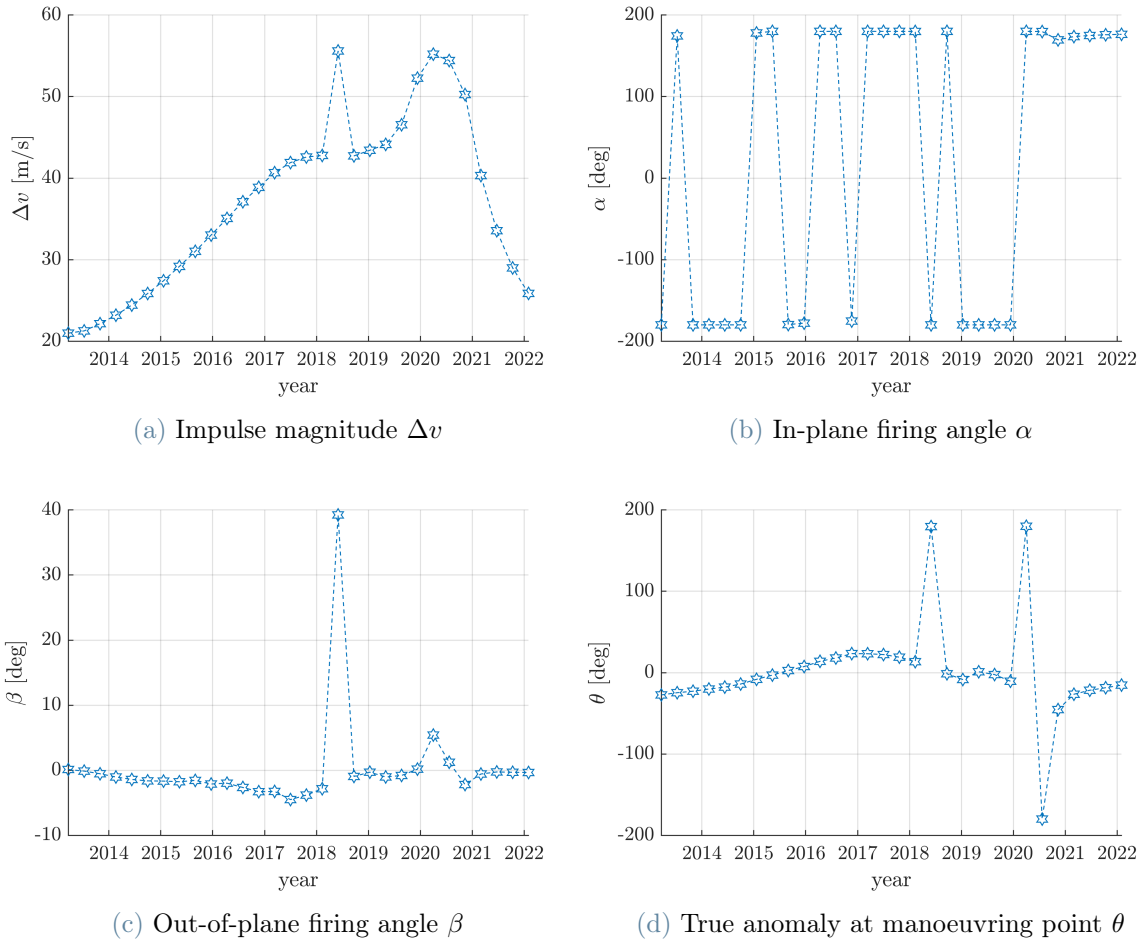 60
50
40
30
20
Δv [m/s]
2014 2015 2016 2017 2018 2019 2020 2021 2022
year
(a) Impulse magnitude Δv
200
100
0
-100
-200
α [deg]
2014 2015 2016 2017 2018 2019 2020 2021 2022
year
(b) In-plane firing angle α
40
30
20
10
0
-10
β [deg]
2014 2015 2016 2017 2018 2019 2020 2021 2022
year
(c) Out-of-plane firing angle β
200
100
0
-100
-200
θ [deg]
2014 2015 2016 2017 2018 2019 2020 2021 2022
year
(d) True anomaly at manoeuvring point θ